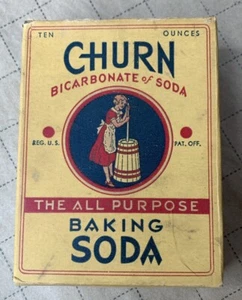 TEN OUNCES
CHURN
BICARBONATE of SODA
REG. U.S. PAT. OFF.
THE ALL PURPOSE
BAKING
SODA